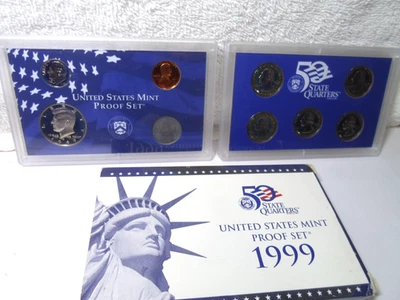 UNITED STATES MINT
PROOF SET
50
STATE
QUARTERS
50
STATE
QUARTERS
UNITED STATES MINT
PROOF SET
1999